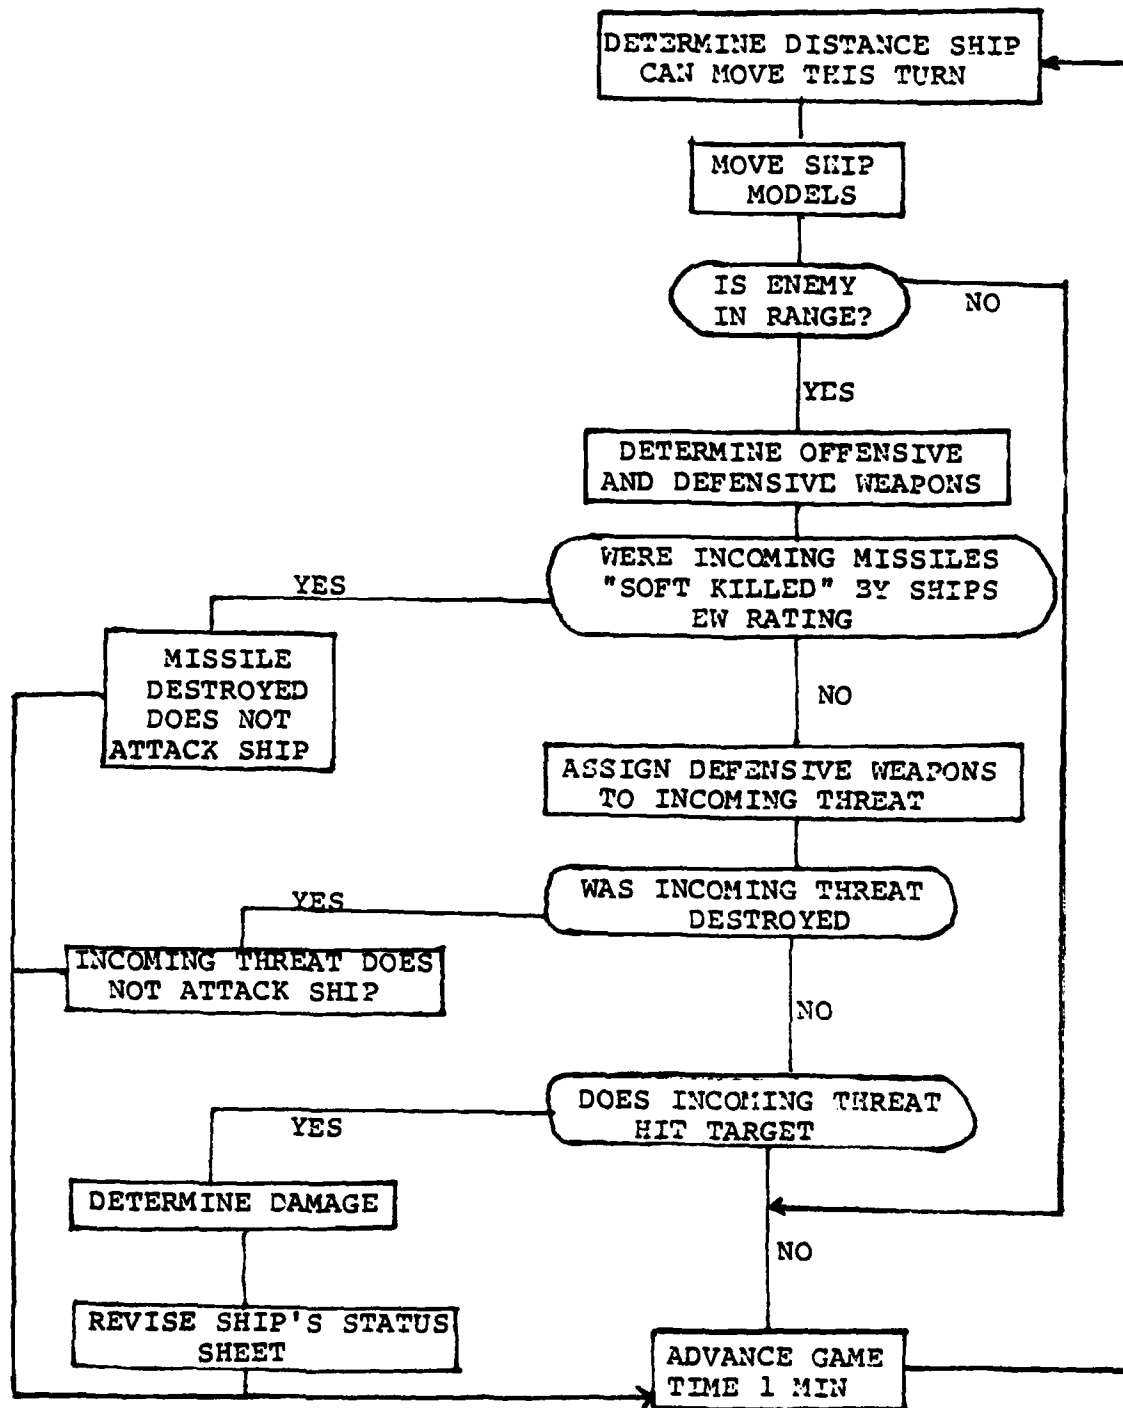 DETERMINE DISTANCE SHIP
CAN MOVE THIS TURN
MOVE SHIP
MODELS
IS ENEMY
IN RANGE?
NO
YES
DETERMINE OFFENSIVE
AND DEFENSIVE WEAPONS
WERE INCOMING MISSILES
"SOFT KILLED" BY SHIPS
EW RATING
YES
MISSILE
DESTROYED
DOES NOT
ATTACK SHIP
NO
ASSIGN DEFENSIVE WEAPONS
TO INCOMING THREAT
WAS INCOMING THREAT
DESTROYED
YES
INCOMING THREAT DOES
NOT ATTACK SHIP
NO
DOES INCOMING THREAT
HIT TARGET
YES
DETERMINE DAMAGE
NO
REVISE SHIP'S STATUS
SHEET
ADVANCE GAME
TIME 1 MIN